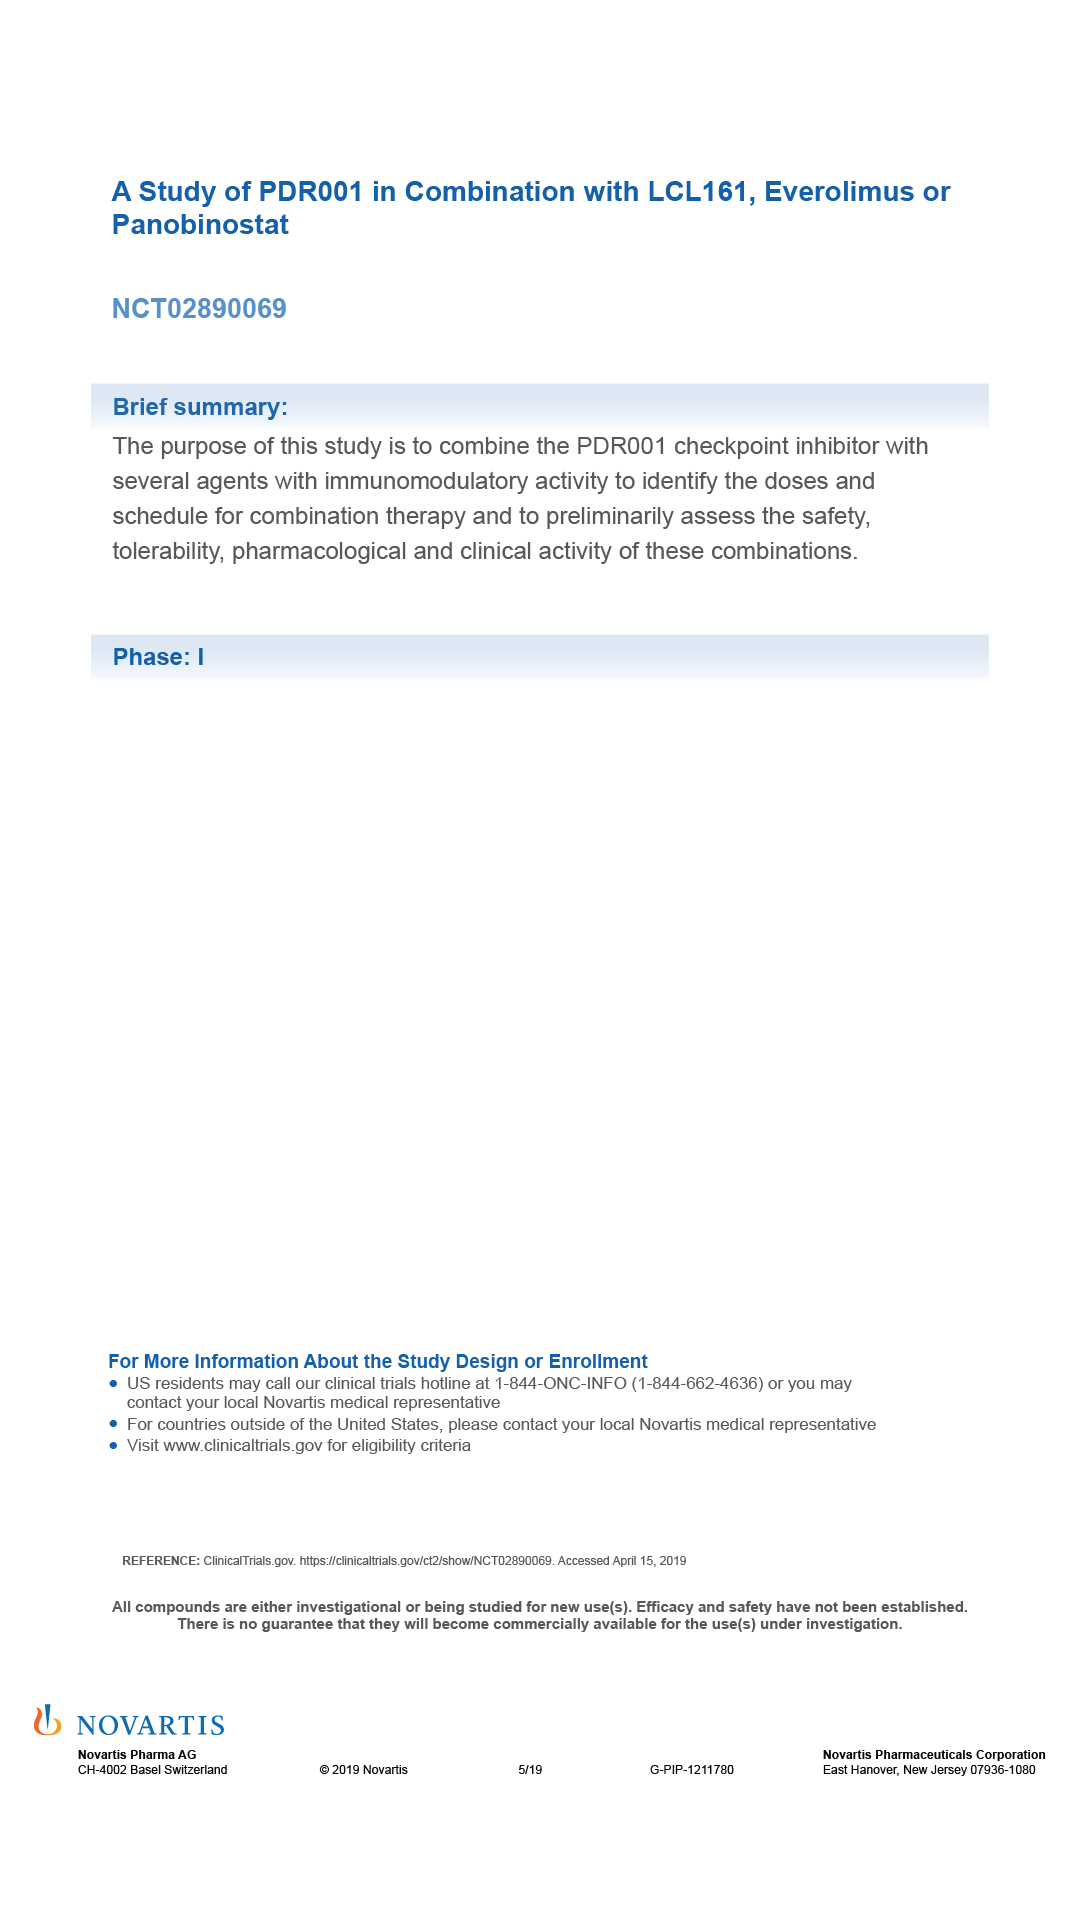 A Study of PDR001 in Combination with LCL161, Everolimus or
Panobinostat
NCT02890069
Brief summary:
The purpose of this study is to combine the PDR001 checkpoint inhibitor with
several agents with immunomodulatory activity to identify the doses and
schedule for combination therapy and to preliminarily assess the safety,
tolerability, pharmacological and clinical activity of these combinations.
Phase: I
For More Information About the Study Design or Enrollment
● US residents may call our clinical trials hotline at 1-844-ONC-INFO (1-844-662-4636) or you may
contact your local Novartis medical representative
● For countries outside of the United States, please contact your local Novartis medical representative
● Visit www.clinicaltrials.gov for eligibility criteria
REFERENCE: ClinicalTrials.gov. https://clinicaltrials.gov/ct2/show/NCT02890069. Accessed April 15, 2019
All compounds are either investigational or being studied for new use(s). Efficacy and safety have not been established.
There is no guarantee that they will become commercially available for the use(s) under investigation.
NOVARTIS
Novartis Pharma AG
CH-4002 Basel Switzerland
© 2019 Novartis
5/19
G-PIP-1211780
Novartis Pharmaceuticals Corporation
East Hanover, New Jersey 07936-1080